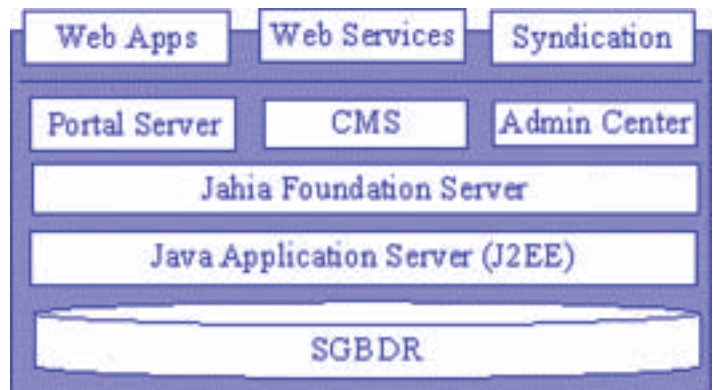 Web Apps Web Services Syndication
Portal Server CMS Admin Center
Jahia Foundation Server
Java Application Server (J2EE)
SGBDR